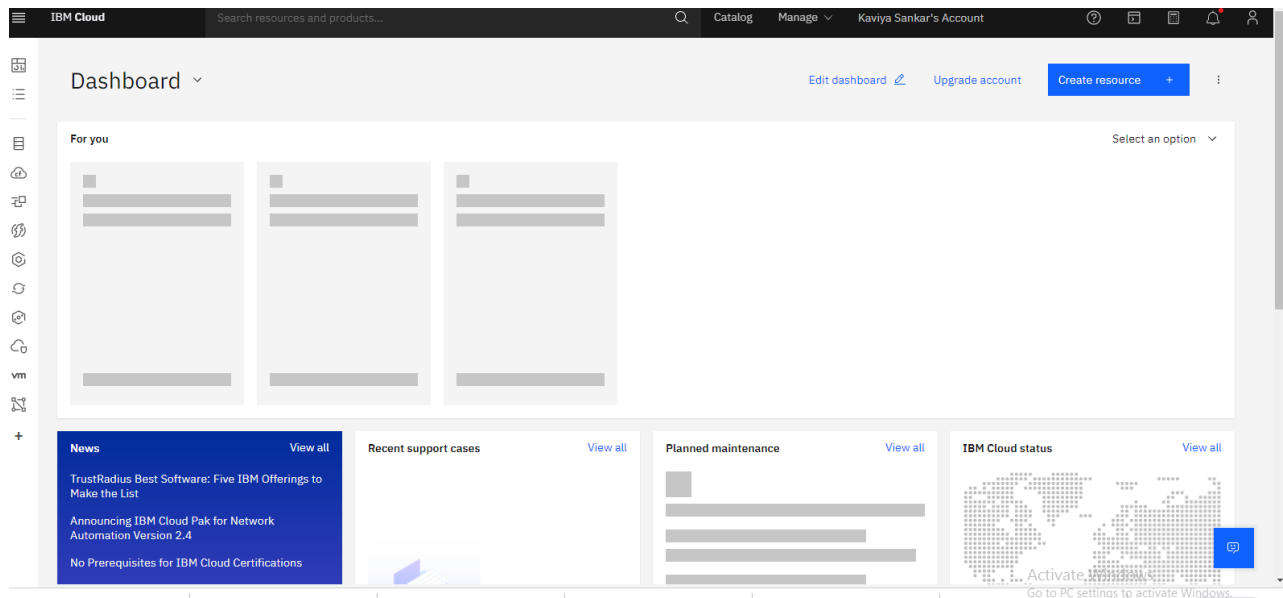 IBM Cloud
Search resources and products...
Catalog
Manage
Kaviya Sankar's Account
Dashboard
Edit dashboard
Upgrade account
Create resource +
For you
Select an option
vm
News
View all
TrustRadius Best Software: Five IBM Offerings to
Make the List
Announcing IBM Cloud Pak for Network
Automation Version 2.4
No Prerequisites for IBM Cloud Certifications
Recent support cases
View all
Planned maintenance
View all
IBM Cloud status
View all
Activate Windows
Go to PC settings to activate Windows.